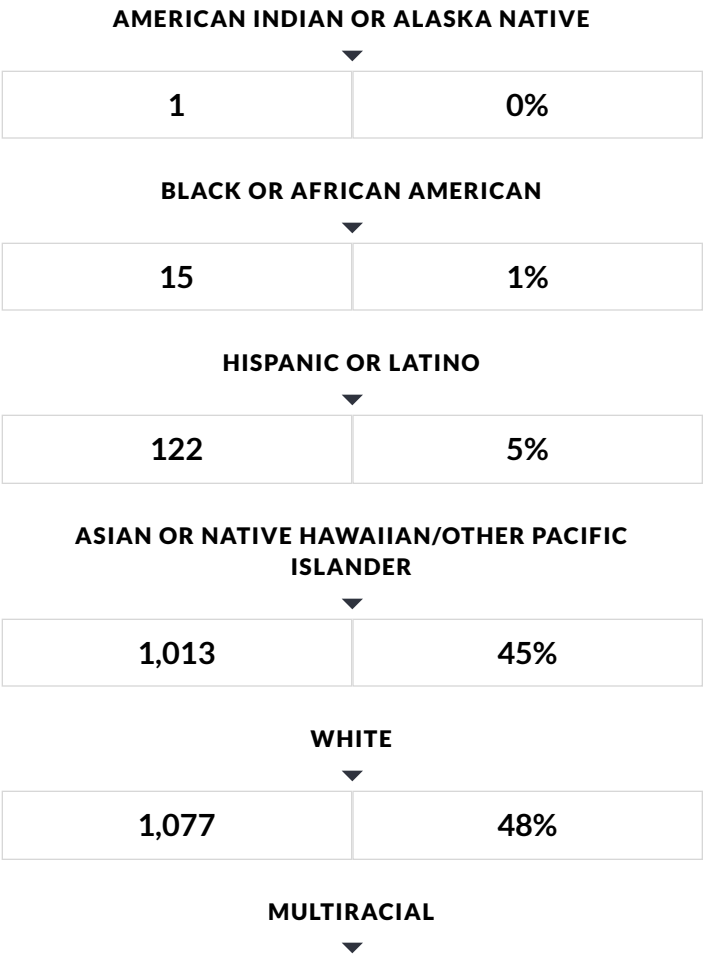 AMERICAN INDIAN OR ALASKA NATIVE
1 0%
BLACK OR AFRICAN AMERICAN
15 1%
HISPANIC OR LATINO
122 5%
ASIAN OR NATIVE HAWAIIAN/OTHER PACIFIC
ISLANDER
1,013 45%
WHITE
1,077 48%
MULTIRACIAL